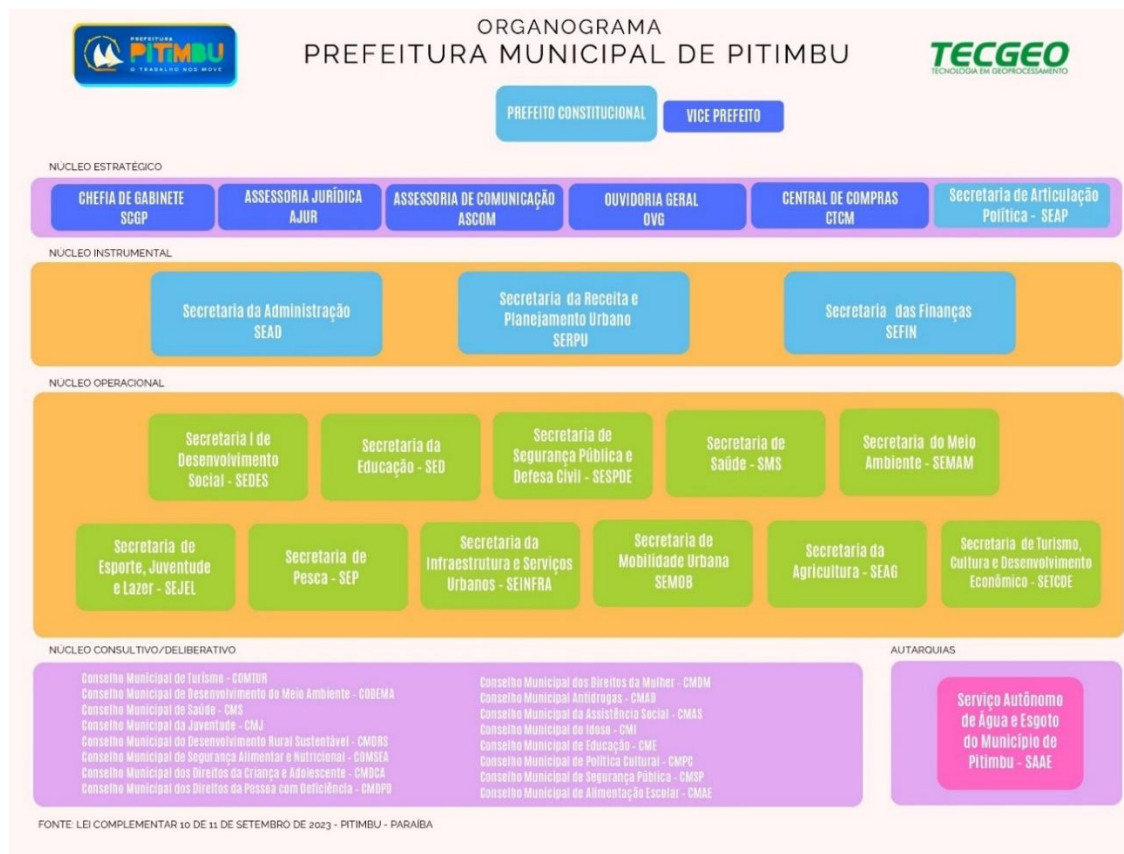 PREFEITURA
PITIMBU
O TRABALHO NOS MOVE
ORGANOGRAMA
PREFEITURA MUNICIPAL DE PITIMBU
TECGEO
TECNOLOGIA EM GEOPROCESSAMENTO
PREFEITO CONSTITUCIONAL
VICE PREFEITO
NÚCLEO ESTRATÉGICO
CHEFIA DE GABINETE
SCGP
ASSESSORIA JURÍDICA
AJUR
ASSESSORIA DE COMUNICAÇÃO
ASCOM
OUVIDORIA GERAL
OVG
CENTRAL DE COMPRAS
CTCM
Secretaria de Articulação
Política - SEAP
NÚCLEO INSTRUMENTAL
Secretaria da Administração
SEAD
Secretaria da Receita e
Planejamento Urbano
SERPU
Secretaria das Finanças
SEFIN
NÚCLEO OPERACIONAL
Secretaria I de
Desenvolvimento
Social - SEDES
Secretaria da
Educação - SED
Secretaria de
Segurança Pública e
Defesa Civil - SESPDE
Secretaria de
Saúde - SMS
Secretaria do Meio
Ambiente - SEMAM
Secretaria de
Esporte, Juventude
e Lazer - SEJEL
Secretaria de
Pesca - SEP
Secretaria da
Infraestrutura e Serviços
Urbanos - SEINFRA
Secretaria de
Mobilidade Urbana
SEMOB
Secretaria da
Agricultura - SEAG
Secretaria de Turismo,
Cultura e Desenvolvimento
Econômico - SETCDE
NÚCLEO CONSULTIVO/DELIBERATIVO
Conselho Municipal de Turismo - COMTUR
Conselho Municipal de Desenvolvimento do Meio Ambiente - CODEMA
Conselho Municipal de Saúde - CMS
Conselho Municipal da Juventude - CMJ
Conselho Municipal do Desenvolvimento Rural Sustentável - CMDRS
Conselho Municipal de Segurança Alimentar e Nutricional - COMSEA
Conselho Municipal dos Direitos da Criança e Adolescente - CMDCA
Conselho Municipal dos Direitos da Pessoa com Deficiência - CMDPD
Conselho Municipal dos Direitos da Mulher - CMDM
Conselho Municipal Antidrogas - CMAD
Conselho Municipal da Assistência Social - CMAS
Conselho Municipal do Idoso - CMI
Conselho Municipal de Educação - CME
Conselho Municipal de Política Cultural - CMPC
Conselho Municipal de Segurança Pública - CMSP
Conselho Municipal de Alimentação Escolar - CMAE
AUTARQUIAS
Serviço Autônomo
de Água e Esgoto
do Município de
Pitimbu - SAAE
FONTE: LEI COMPLEMENTAR 10 DE 11 DE SETEMBRO DE 2023 - PITIMBU - PARAÍBA